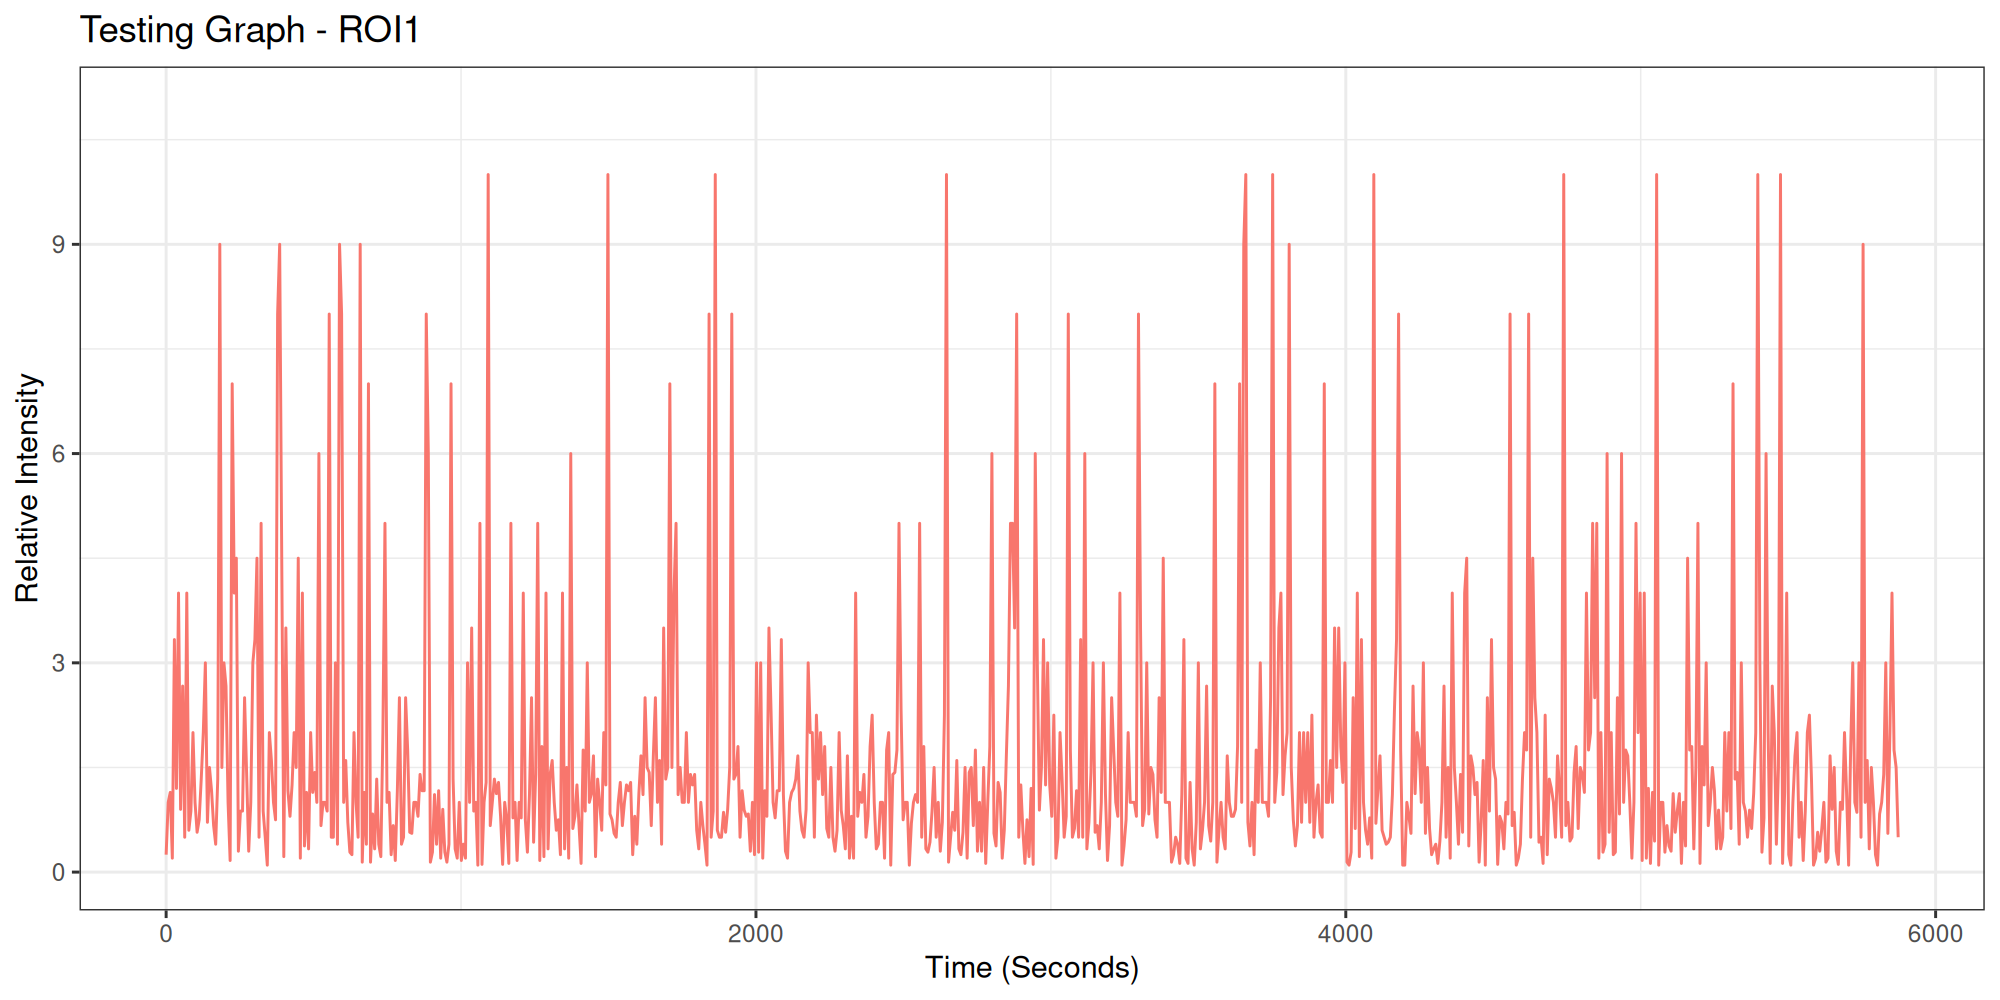 Testing Graph - ROI1
Relative Intensity
9
6
3
0
0
2000
4000
6000
Time (Seconds)